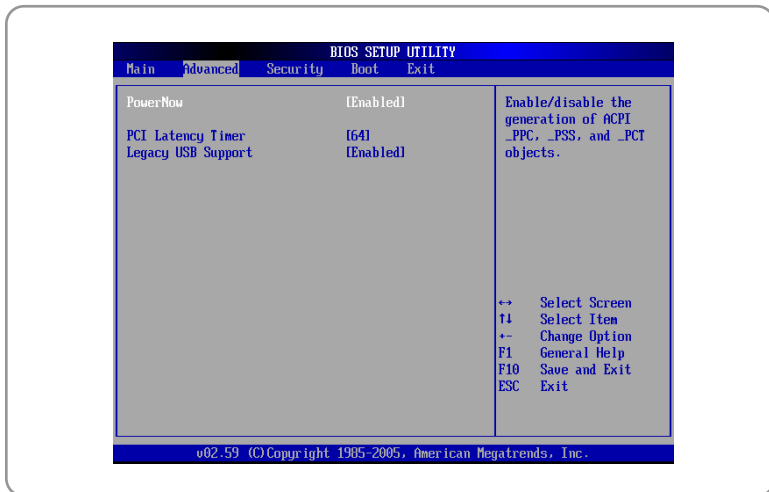 BIOS SETUP UTILITY
Main Advanced Security Boot Exit
PowerNow [Enabled]
PCI Latency Timer [64]
Legacy USB Support [Enabled]
Enable/disable the
generation of ACPI
_PPC, _PSS, and _PCT
objects.
↔ Select Screen
↑↓ Select Item
+- Change Option
F1 General Help
F10 Save and Exit
ESC Exit
v02.59 (C)Copyright 1985-2005, American Megatrends, Inc.